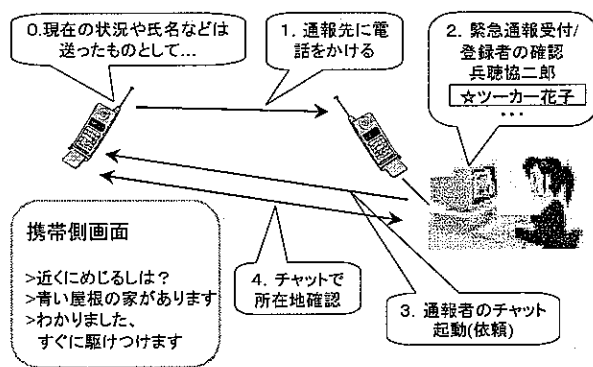 0.現在の状況や氏名などは
送ったものとして…
1. 通報先に電
話をかける
2. 緊急通報受付/
登録者の確認
兵聴協二郎
☆ツーカー花子
…
携帯側画面
>近くにめじるしは？
>青い屋根の家があります
>わかりました、
すぐに駆けつけます
4. チャットで
所在地確認
3. 通報者のチャット
起動(依頼)